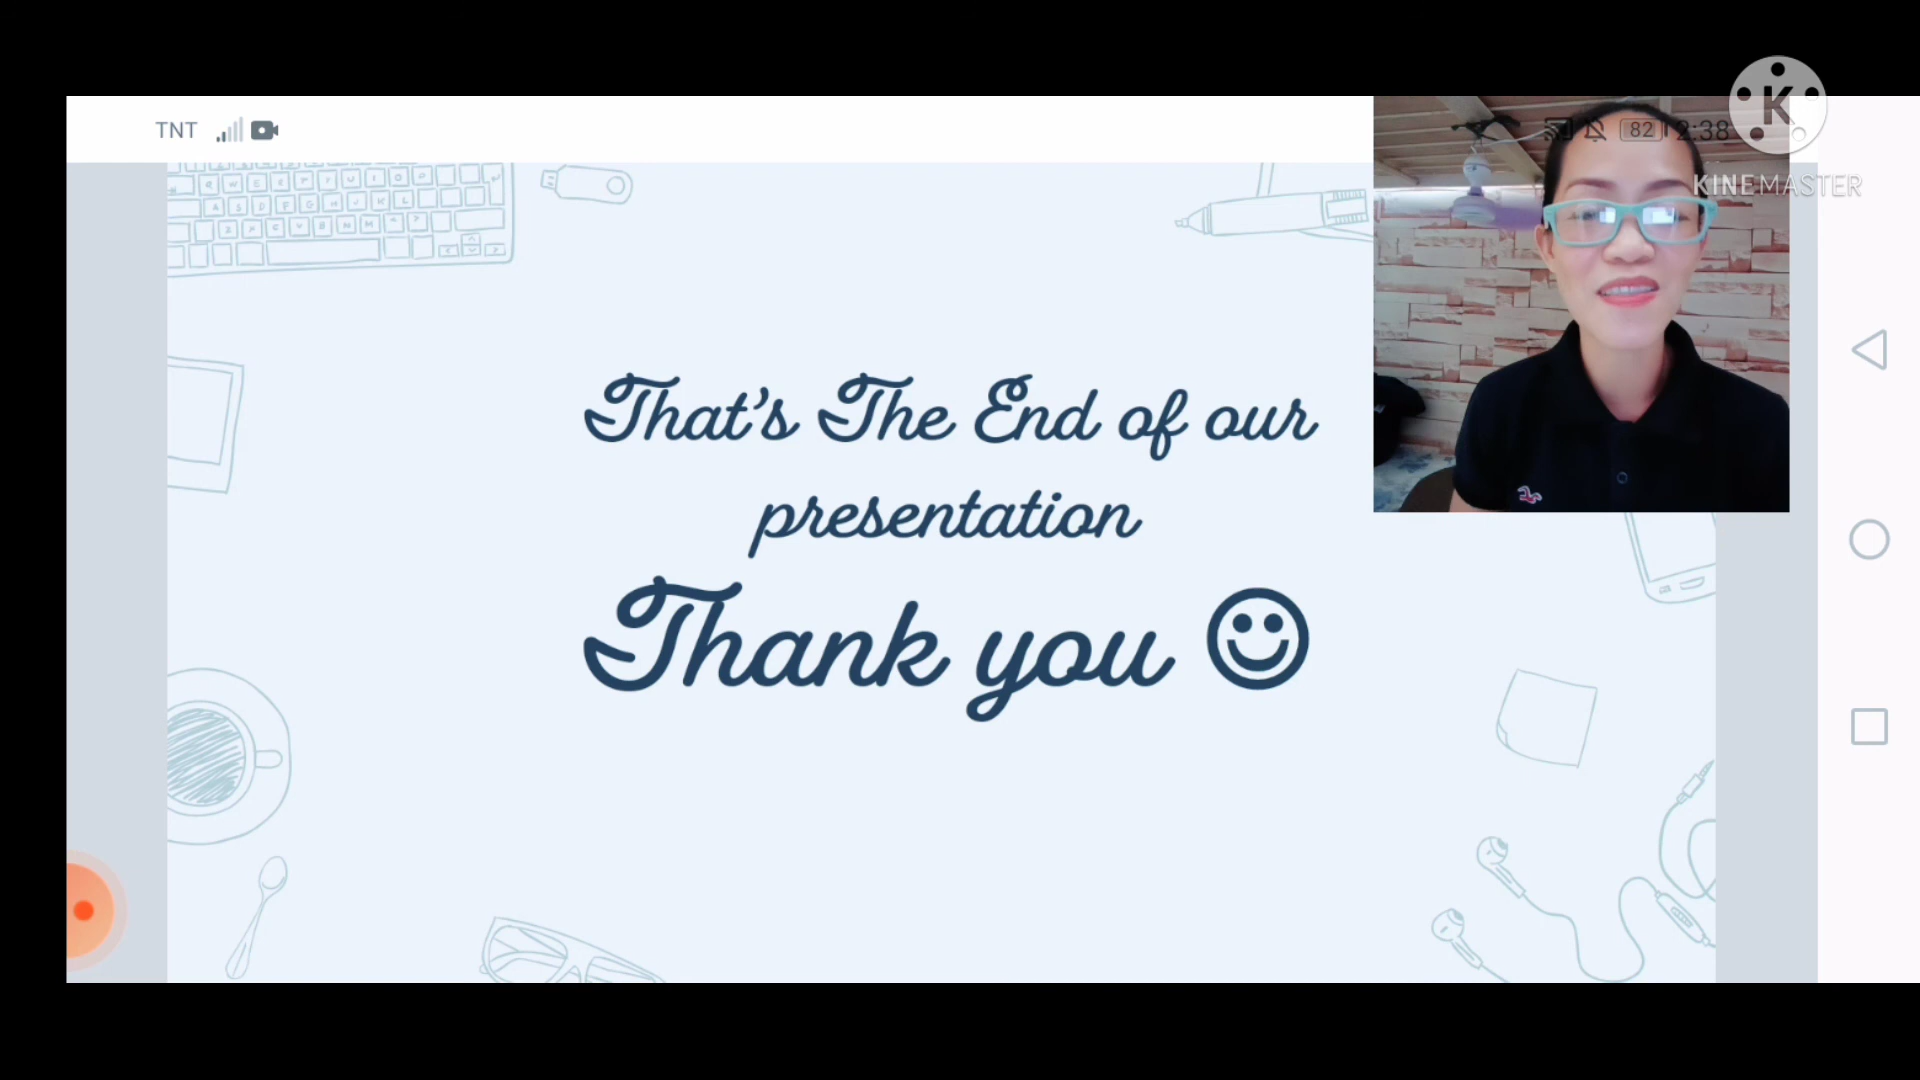 TNT
82 2:38
K
KINEMASTER
That's The End of our
presentation
Thank you ☺